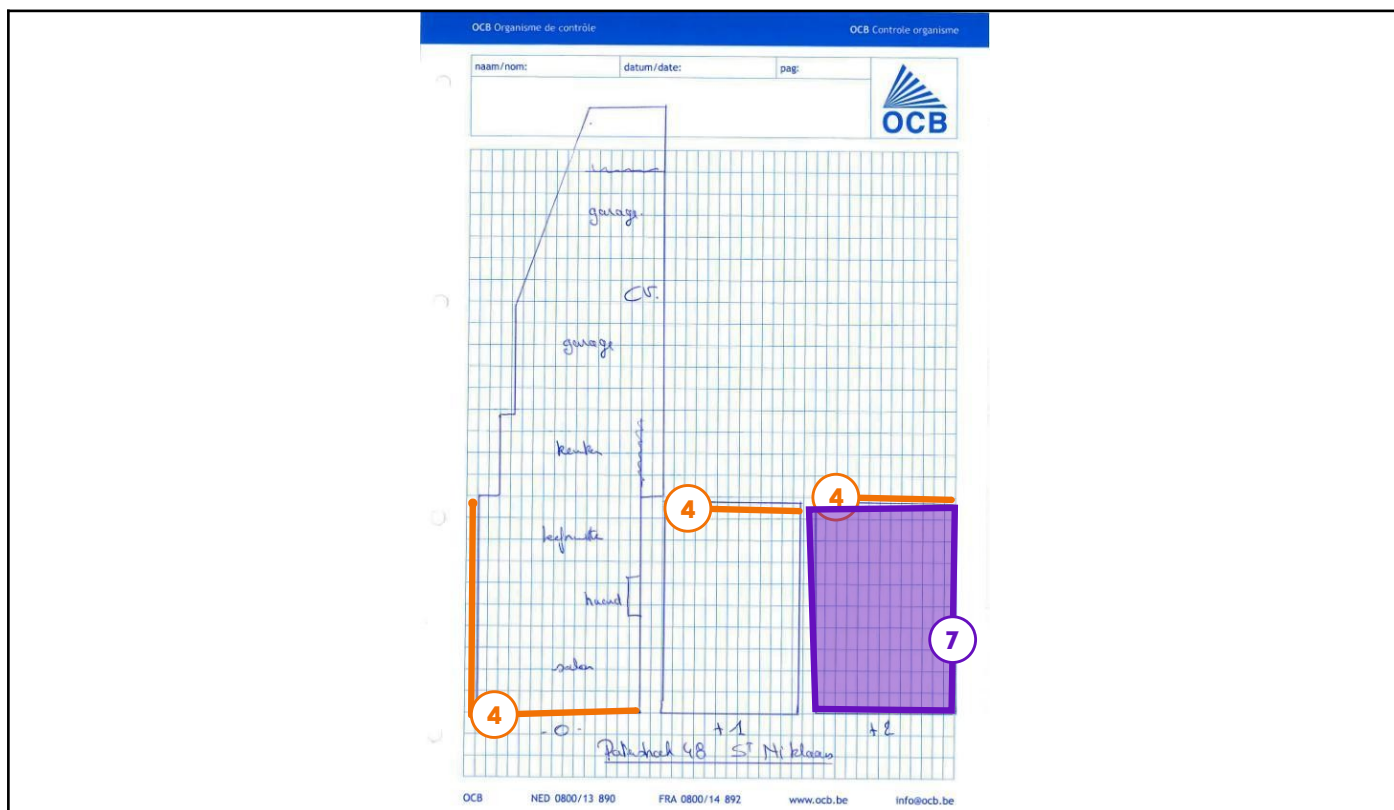 OCB Organisme de contrôle OCB Controle organisme
naam/nom: datum/date: pag:
OCB
garage
CV.
garage
keuken
4 4
haard
7
salon
4
-0- +1 +2
48 St Niklaas
OCB NED 0800/13 890 FRA 0800/14 892 www.ocb.be info@ocb.be